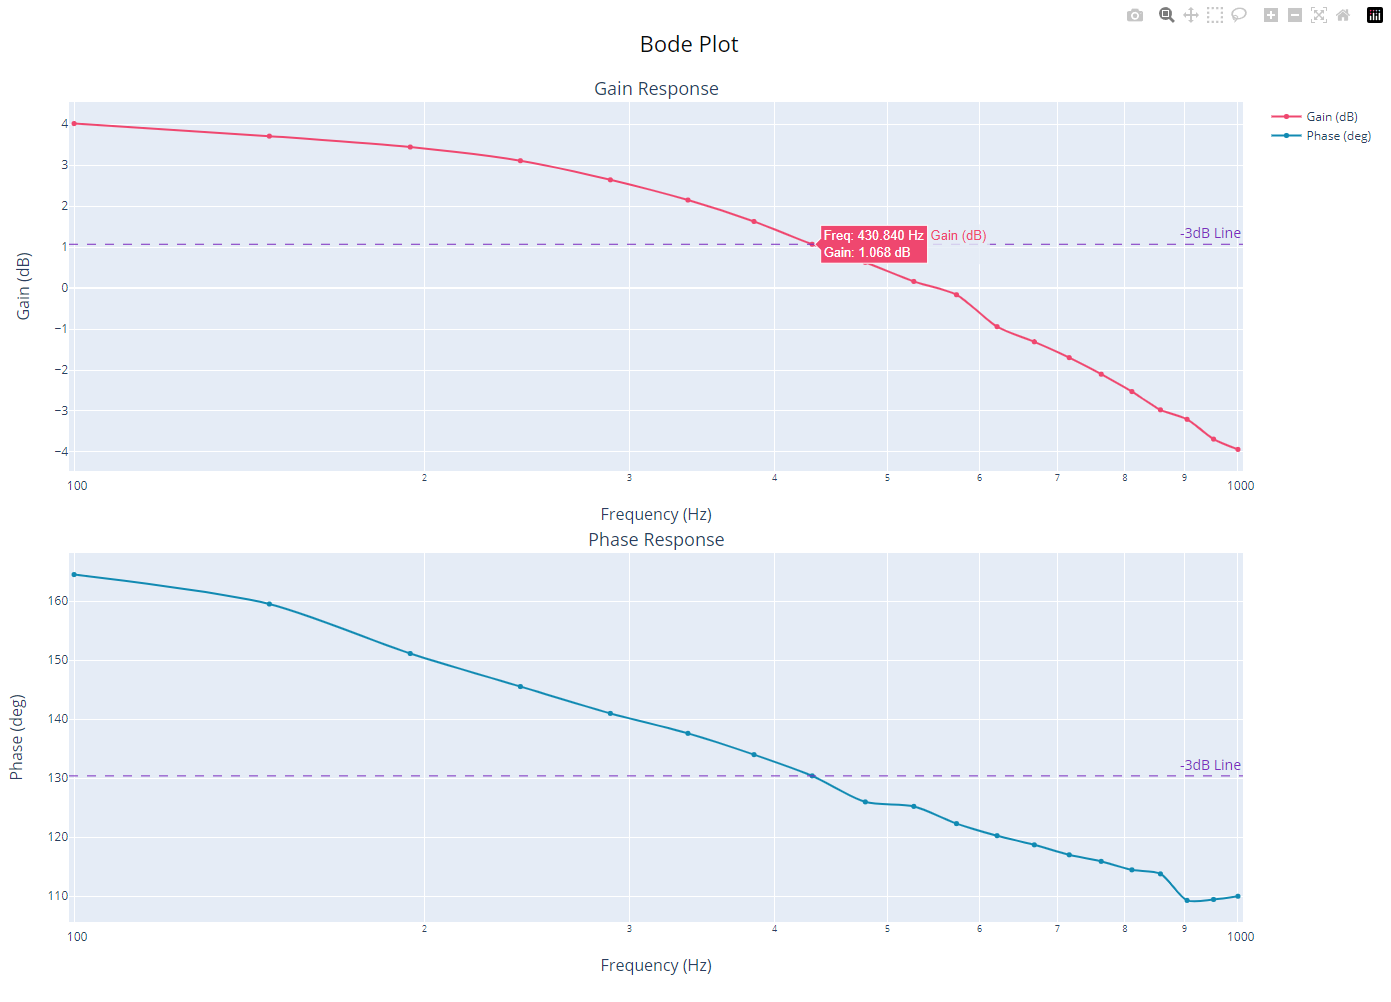 Bode Plot
Gain Response
Gain (dB)
Phase (deg)
4
3
2
1
0
−1
−2
−3
−4
Gain (dB)
-3dB Line
Freq: 430.840 Hz
Gain: 1.068 dB
Gain (dB)
100 2 3 4 5 6 7 8 9 1000
Frequency (Hz)
Phase Response
160
150
140
130
120
110
Phase (deg)
-3dB Line
100 2 3 4 5 6 7 8 9 1000
Frequency (Hz)